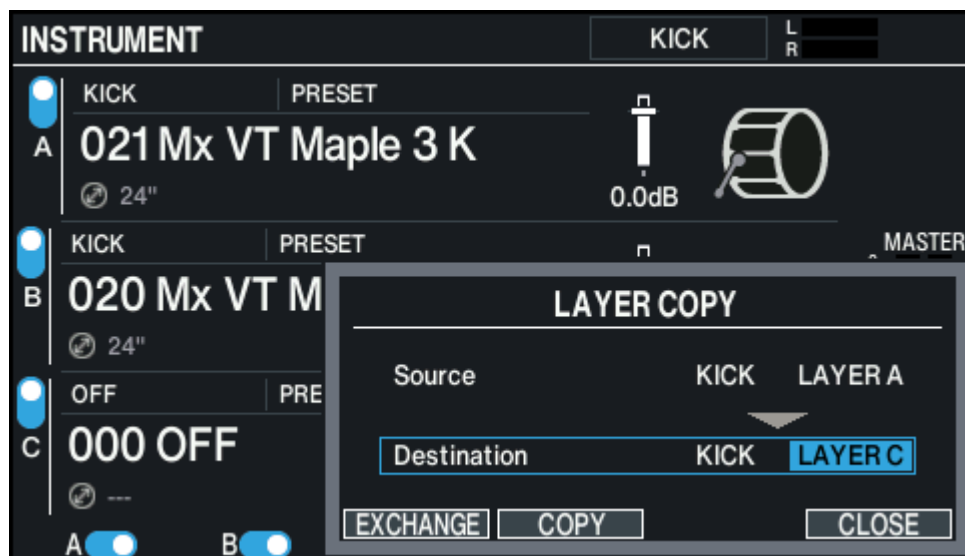 INSTRUMENT KICK L R
KICK PRESET
A 021 Mx VT Maple 3 K
24" 0.0dB
KICK PRESET MASTER
B 020 Mx VT M
24"
LAYER COPY
Source KICK LAYER A
OFF PRE
C 000 OFF
Destination KICK LAYER C
---
EXCHANGE COPY CLOSE
A B